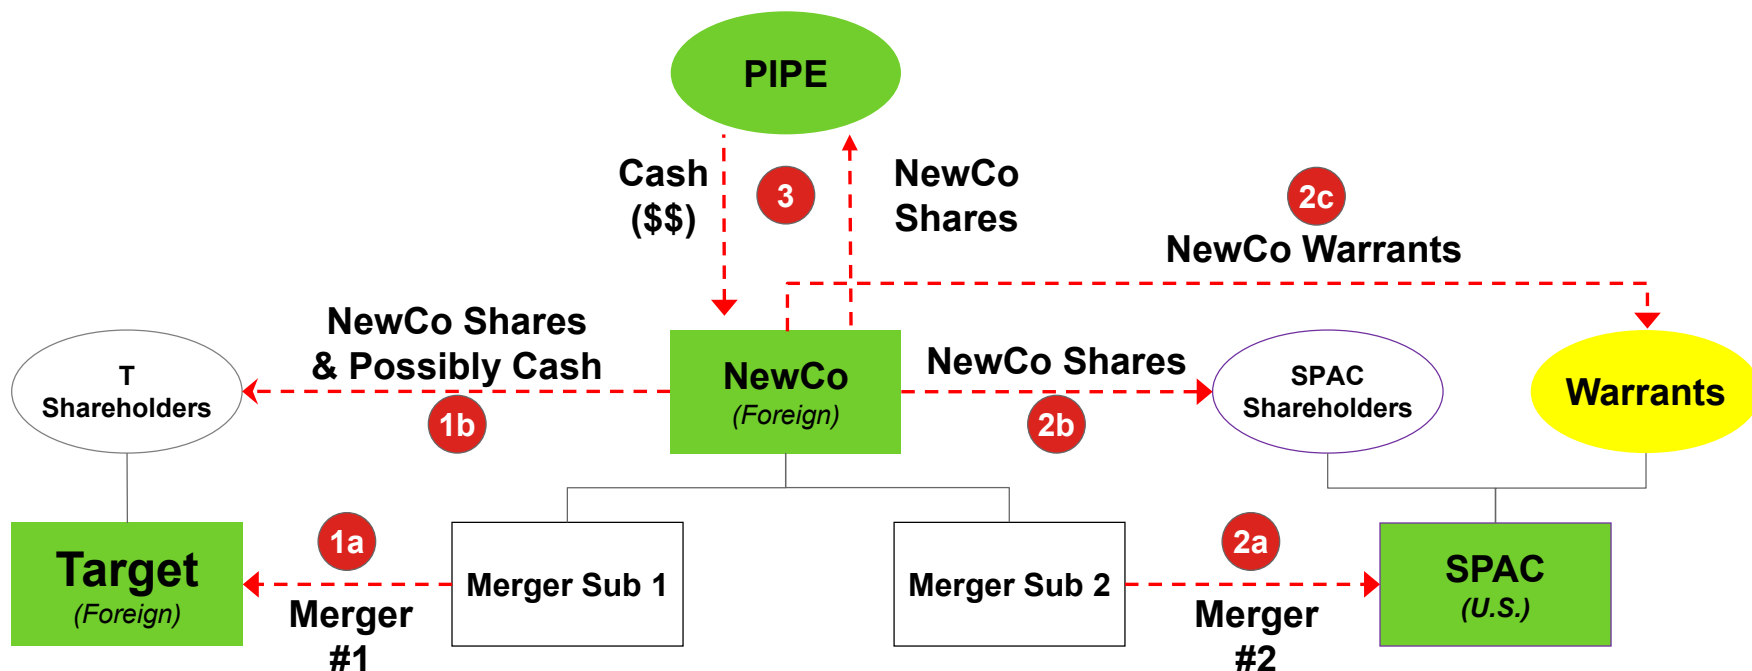 PIPE
Cash
($$)
3
NewCo
Shares
2c
NewCo Warrants
NewCo Shares
& Possibly Cash
T
Shareholders
1b
NewCo
(Foreign)
NewCo Shares
2b
SPAC
Shareholders
Warrants
Target
(Foreign)
1a
Merger
#1
Merger Sub 1
Merger Sub 2
2a
Merger
#2
SPAC
(U.S.)